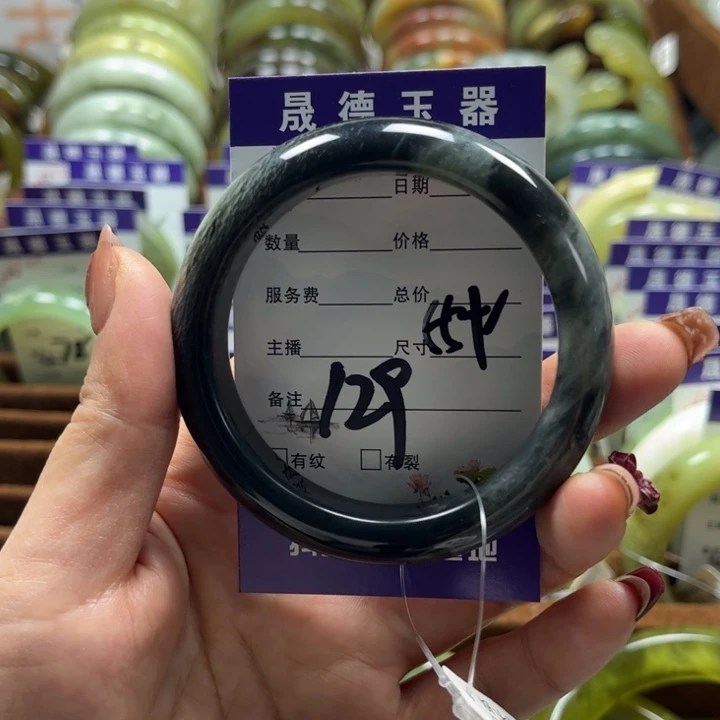 晟德玉器
日期
数量 价格
服务费 总价
54
主播 尺寸
备注 129
有纹 有裂